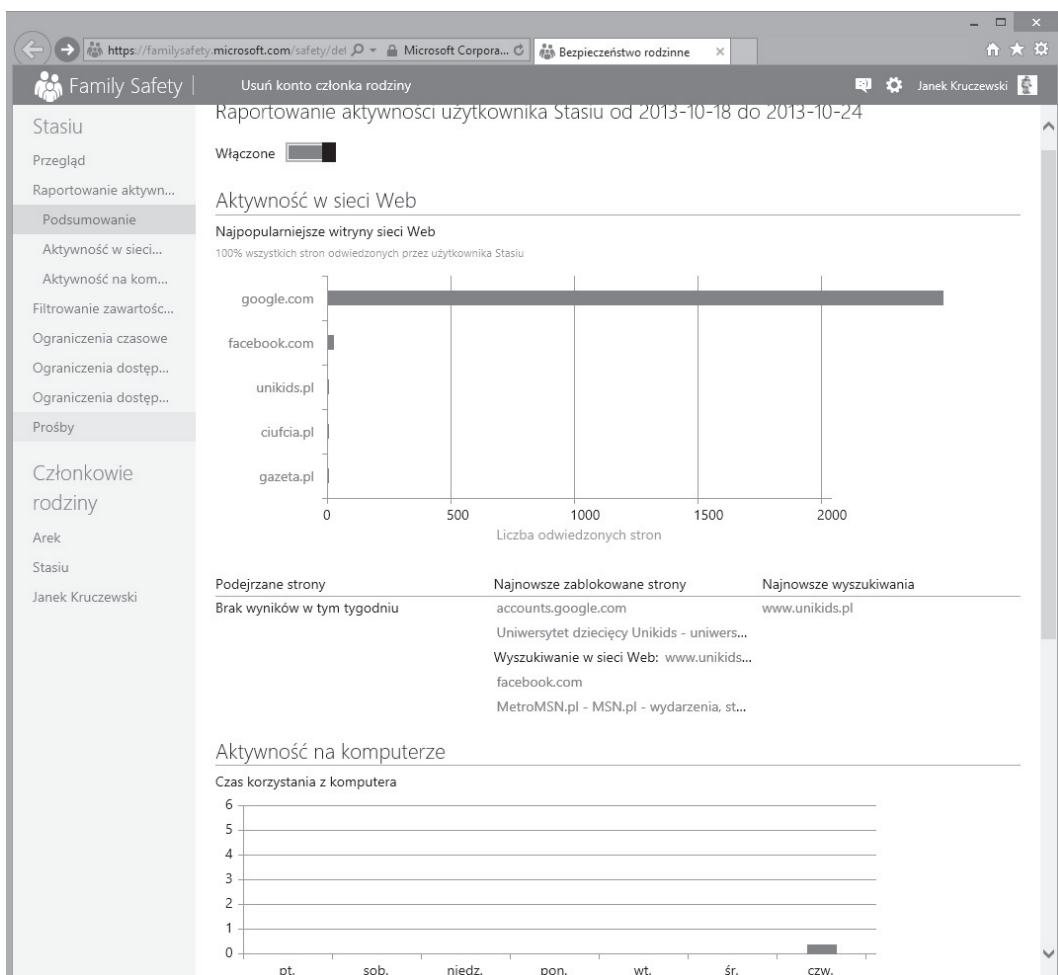 https://familysafety.microsoft.com/safety/del
Microsoft Corpora...
Bezpieczeństwo rodzinne
Family Safety
Usuń konto członka rodziny
Janek Kruczewski
Stasiu
Przegląd
Raportowanie aktywn...
Podsumowanie
Aktywność w sieci...
Aktywność na kom...
Filtrowanie zawartośc...
Ograniczenia czasowe
Ograniczenia dostęp...
Ograniczenia dostęp...
Prośby
Członkowie
rodziny
Arek
Stasiu
Janek Kruczewski
Raportowanie aktywności użytkownika Stasiu od 2013-10-18 do 2013-10-24
Włączone
Aktywność w sieci Web
Najpopularniejsze witryny sieci Web
100% wszystkich stron odwiedzonych przez użytkownika Stasiu
google.com
facebook.com
unikids.pl
ciufcia.pl
gazeta.pl
0 500 1000 1500 2000
Liczba odwiedzonych stron
Podejrzane strony
Brak wyników w tym tygodniu
Najnowsze zablokowane strony
accounts.google.com
Uniwersytet dziecięcy Unikids - uniwers...
Wyszukiwanie w sieci Web: www.unikids...
facebook.com
MetroMSN.pl - MSN.pl - wydarzenia, st...
Najnowsze wyszukiwania
www.unikids.pl
Aktywność na komputerze
Czas korzystania z komputera
6
5
4
3
2
1
0
pt. sob. niedz. pon. wt. śr. czw.